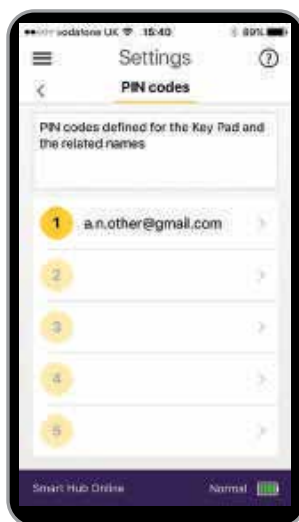 vodafone UK 15:40 89%
Settings
PIN codes
PIN codes defined for the Key Pad and
the related names
1 a.n.other@gmail.com
2
3
4
5
Smart Hub Online Normal